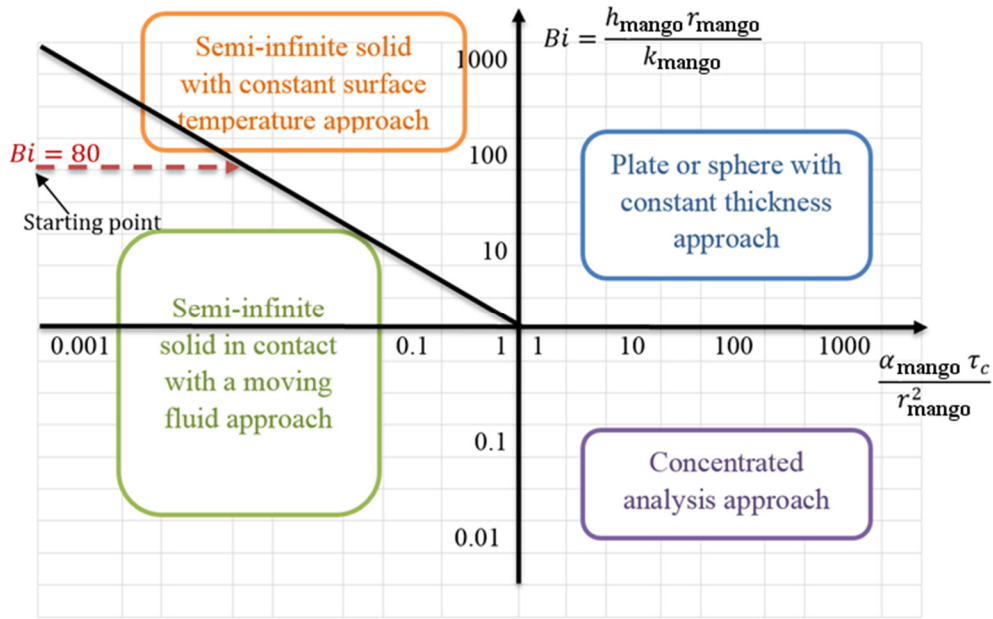 Semi-infinite solid
with constant surface
temperature approach
Bi = h_mango r_mango / k_mango
1000
Bi = 80
Starting point
100
10
Plate or sphere with
constant thickness
approach
Semi-infinite
solid in contact
with a moving
fluid approach
0.001
0.1
1
1
10
100
1000
α_mango τ_c / r²_mango
0.1
0.01
Concentrated
analysis approach